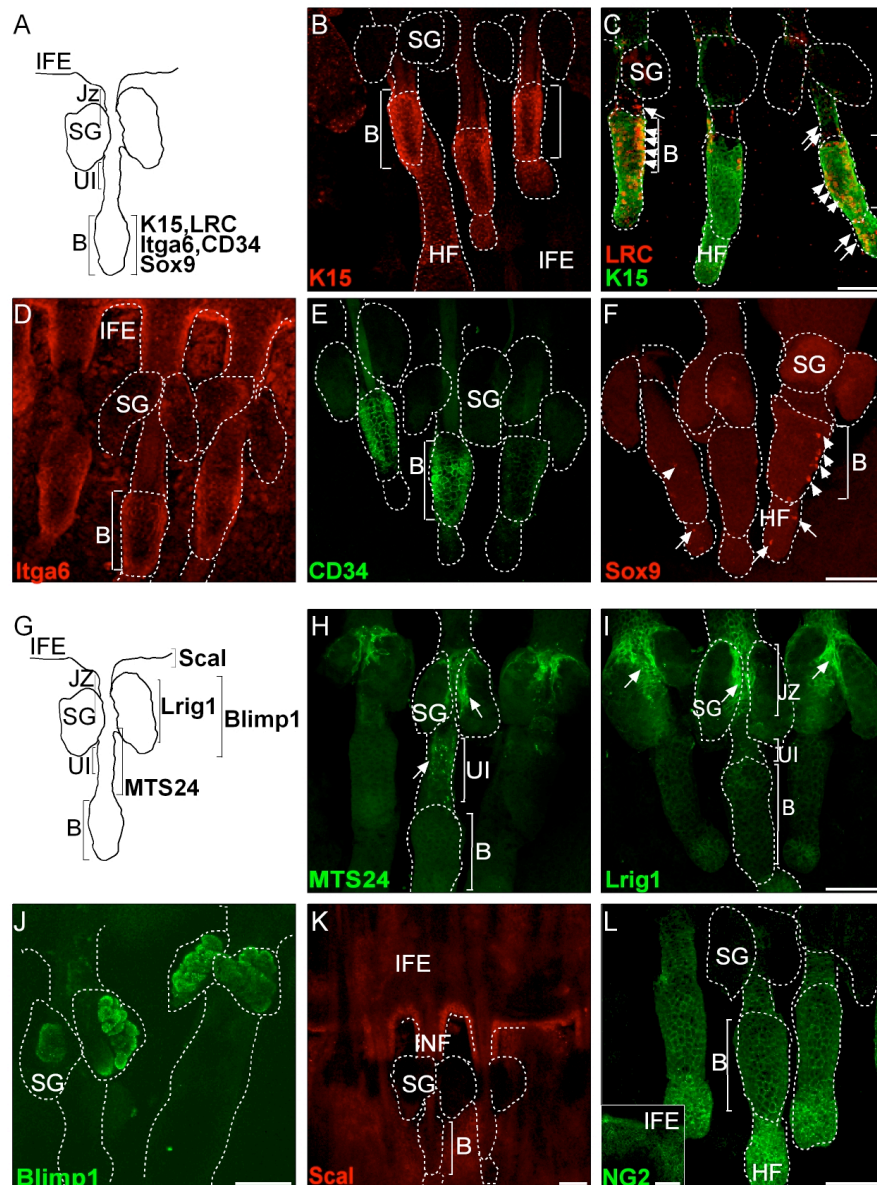 A
IFE
Jz
SG
UI
B
K15,LRC
Itga6,CD34
Sox9
B
SG
B
HF
IFE
K15
C
SG
B
HF
LRC
K15
D
IFE
SG
B
Itga6
E
SG
B
CD34
F
SG
B
HF
Sox9
G
IFE
Scal
JZ
SG
Lrig1
Blimp1
UI
MTS24
B
H
SG
UI
B
MTS24
I
JZ
SG
UI
B
Lrig1
J
SG
Blimp1
K
IFE
INF
SG
B
Scal
L
SG
B
IFE
HF
NG2